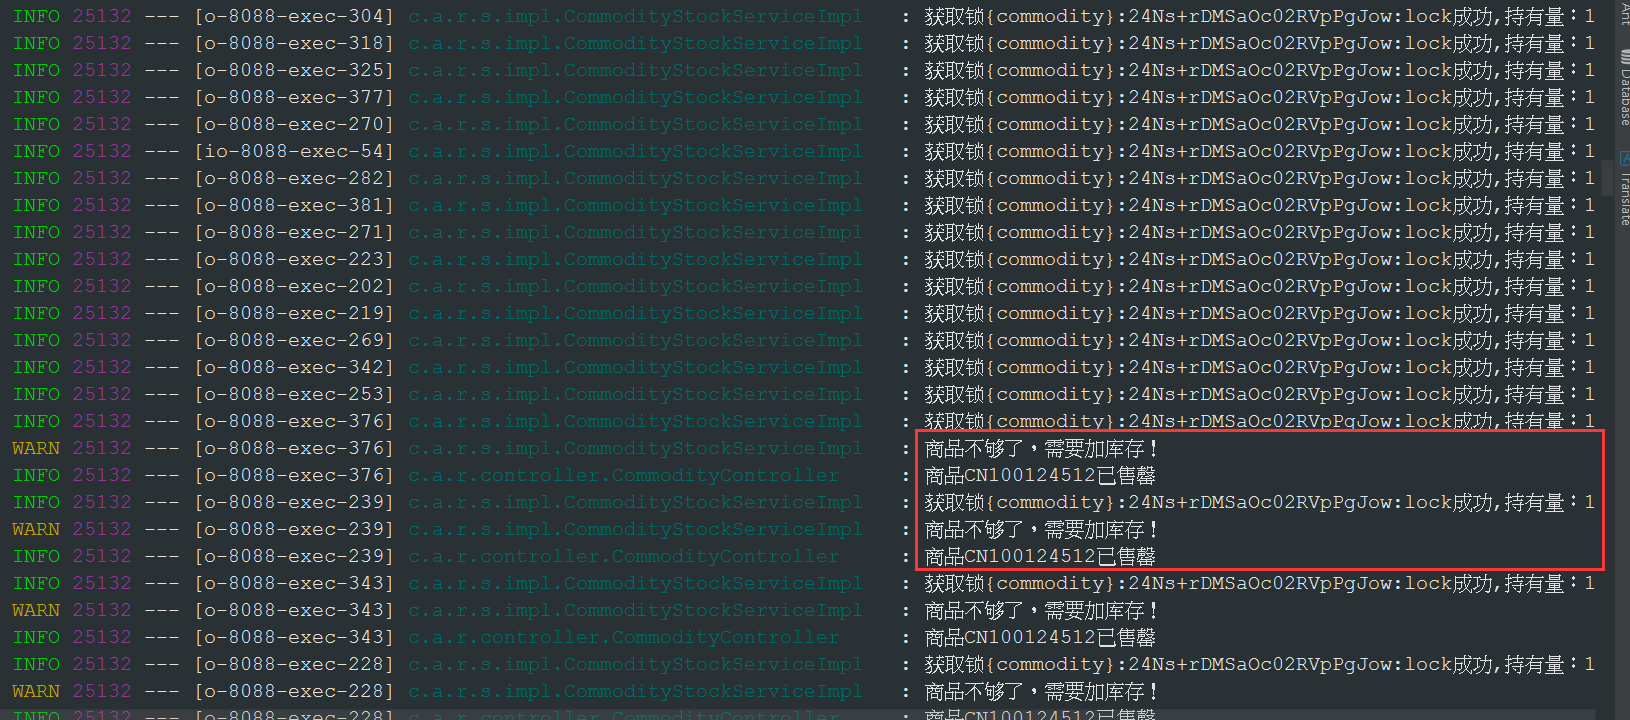 INFO 25132 --- [o-8088-exec-304] c.a.r.s.impl.CommodityStockServiceImpl : 获取锁{commodity}:24Ns+rDMSaOc02RVpPgJow:lock成功,持有量：1
INFO 25132 --- [o-8088-exec-318] c.a.r.s.impl.CommodityStockServiceImpl : 获取锁{commodity}:24Ns+rDMSaOc02RVpPgJow:lock成功,持有量：1
INFO 25132 --- [o-8088-exec-325] c.a.r.s.impl.CommodityStockServiceImpl : 获取锁{commodity}:24Ns+rDMSaOc02RVpPgJow:lock成功,持有量：1
INFO 25132 --- [o-8088-exec-377] c.a.r.s.impl.CommodityStockServiceImpl : 获取锁{commodity}:24Ns+rDMSaOc02RVpPgJow:lock成功,持有量：1
INFO 25132 --- [o-8088-exec-270] c.a.r.s.impl.CommodityStockServiceImpl : 获取锁{commodity}:24Ns+rDMSaOc02RVpPgJow:lock成功,持有量：1
INFO 25132 --- [io-8088-exec-54] c.a.r.s.impl.CommodityStockServiceImpl : 获取锁{commodity}:24Ns+rDMSaOc02RVpPgJow:lock成功,持有量：1
INFO 25132 --- [o-8088-exec-282] c.a.r.s.impl.CommodityStockServiceImpl : 获取锁{commodity}:24Ns+rDMSaOc02RVpPgJow:lock成功,持有量：1
INFO 25132 --- [o-8088-exec-381] c.a.r.s.impl.CommodityStockServiceImpl : 获取锁{commodity}:24Ns+rDMSaOc02RVpPgJow:lock成功,持有量：1
INFO 25132 --- [o-8088-exec-271] c.a.r.s.impl.CommodityStockServiceImpl : 获取锁{commodity}:24Ns+rDMSaOc02RVpPgJow:lock成功,持有量：1
INFO 25132 --- [o-8088-exec-223] c.a.r.s.impl.CommodityStockServiceImpl : 获取锁{commodity}:24Ns+rDMSaOc02RVpPgJow:lock成功,持有量：1
INFO 25132 --- [o-8088-exec-202] c.a.r.s.impl.CommodityStockServiceImpl : 获取锁{commodity}:24Ns+rDMSaOc02RVpPgJow:lock成功,持有量：1
INFO 25132 --- [o-8088-exec-219] c.a.r.s.impl.CommodityStockServiceImpl : 获取锁{commodity}:24Ns+rDMSaOc02RVpPgJow:lock成功,持有量：1
INFO 25132 --- [o-8088-exec-269] c.a.r.s.impl.CommodityStockServiceImpl : 获取锁{commodity}:24Ns+rDMSaOc02RVpPgJow:lock成功,持有量：1
INFO 25132 --- [o-8088-exec-342] c.a.r.s.impl.CommodityStockServiceImpl : 获取锁{commodity}:24Ns+rDMSaOc02RVpPgJow:lock成功,持有量：1
INFO 25132 --- [o-8088-exec-253] c.a.r.s.impl.CommodityStockServiceImpl : 获取锁{commodity}:24Ns+rDMSaOc02RVpPgJow:lock成功,持有量：1
INFO 25132 --- [o-8088-exec-376] c.a.r.s.impl.CommodityStockServiceImpl : 获取锁{commodity}:24Ns+rDMSaOc02RVpPgJow:lock成功,持有量：1
WARN 25132 --- [o-8088-exec-376] c.a.r.s.impl.CommodityStockServiceImpl : 商品不够了，需要加库存！
INFO 25132 --- [o-8088-exec-376] c.a.r.controller.CommodityController : 商品CN100124512已售罄
INFO 25132 --- [o-8088-exec-239] c.a.r.s.impl.CommodityStockServiceImpl : 获取锁{commodity}:24Ns+rDMSaOc02RVpPgJow:lock成功,持有量：1
WARN 25132 --- [o-8088-exec-239] c.a.r.s.impl.CommodityStockServiceImpl : 商品不够了，需要加库存！
INFO 25132 --- [o-8088-exec-239] c.a.r.controller.CommodityController : 商品CN100124512已售罄
INFO 25132 --- [o-8088-exec-343] c.a.r.s.impl.CommodityStockServiceImpl : 获取锁{commodity}:24Ns+rDMSaOc02RVpPgJow:lock成功,持有量：1
WARN 25132 --- [o-8088-exec-343] c.a.r.s.impl.CommodityStockServiceImpl : 商品不够了，需要加库存！
INFO 25132 --- [o-8088-exec-343] c.a.r.controller.CommodityController : 商品CN100124512已售罄
INFO 25132 --- [o-8088-exec-228] c.a.r.s.impl.CommodityStockServiceImpl : 获取锁{commodity}:24Ns+rDMSaOc02RVpPgJow:lock成功,持有量：1
WARN 25132 --- [o-8088-exec-228] c.a.r.s.impl.CommodityStockServiceImpl : 商品不够了，需要加库存！
INFO 25132 --- [o-8088-exec-228] c.a.r.controller.CommodityController : 商品CN100124512已售罄
Ant
Database
Translate